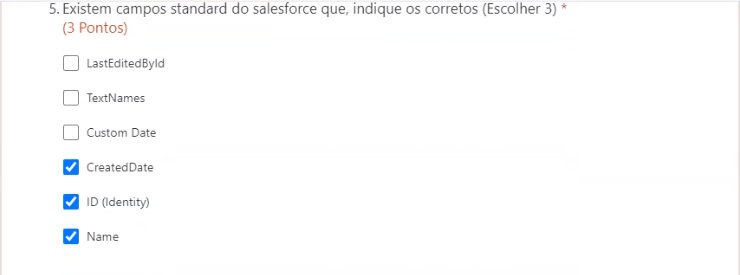 5. Existem campos standard do salesforce que, indique os corretos (Escolher 3) *
(3 Pontos)
LastEditedById
TextNames
Custom Date
CreatedDate
ID (Identity)
Name